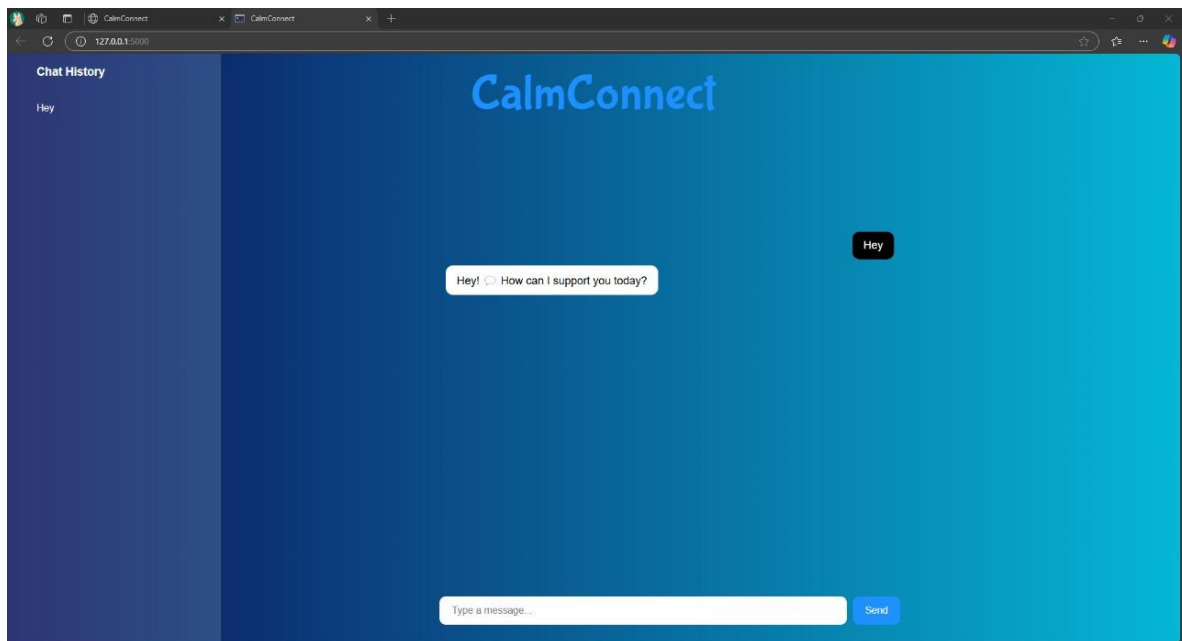 CalmConnect
CalmConnect
127.0.0.1:5000
Chat History
Hey
CalmConnect
Hey
Hey! 💬 How can I support you today?
Type a message...
Send